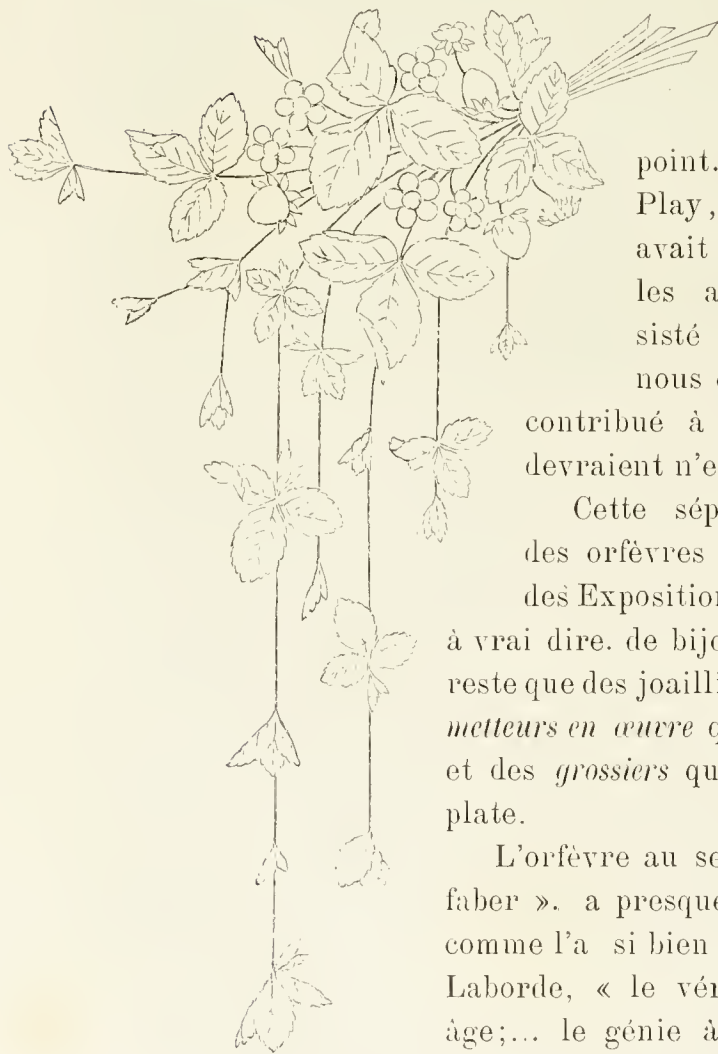 point.
Play,
avait
les a
sisté
nous
contribué à
devraient n'e
Cette sép
des orfèvres
des Exposition
à vrai dire. de bijo
reste que des joailli
metteurs en œuvre q
et des grossiers qu
plate.
L'orfèvre au se
faber ». a presque
comme l'a si bien
Laborde, « le vér
âge;... le génie à